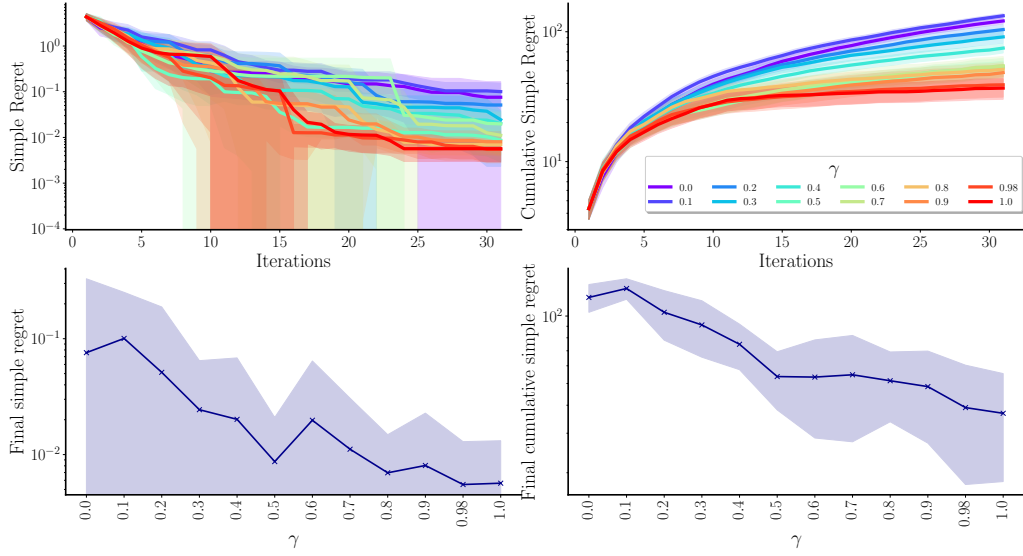 Simple Regret
10⁰
10⁻¹
10⁻²
10⁻³
10⁻⁴
0 5 10 15 20 25 30
Iterations
Cumulative Simple Regret
10²
10¹
γ
0.0 0.2 0.4 0.6 0.8 0.98
0.1 0.3 0.5 0.7 0.9 1.0
0 5 10 15 20 25 30
Iterations
Final simple regret
10⁻¹
10⁻²
0.0 0.1 0.2 0.3 0.4 0.5 0.6 0.7 0.8 0.9 0.98 1.0
γ
Final cumulative simple regret
10²
0.0 0.1 0.2 0.3 0.4 0.5 0.6 0.7 0.8 0.9 0.98 1.0
γ